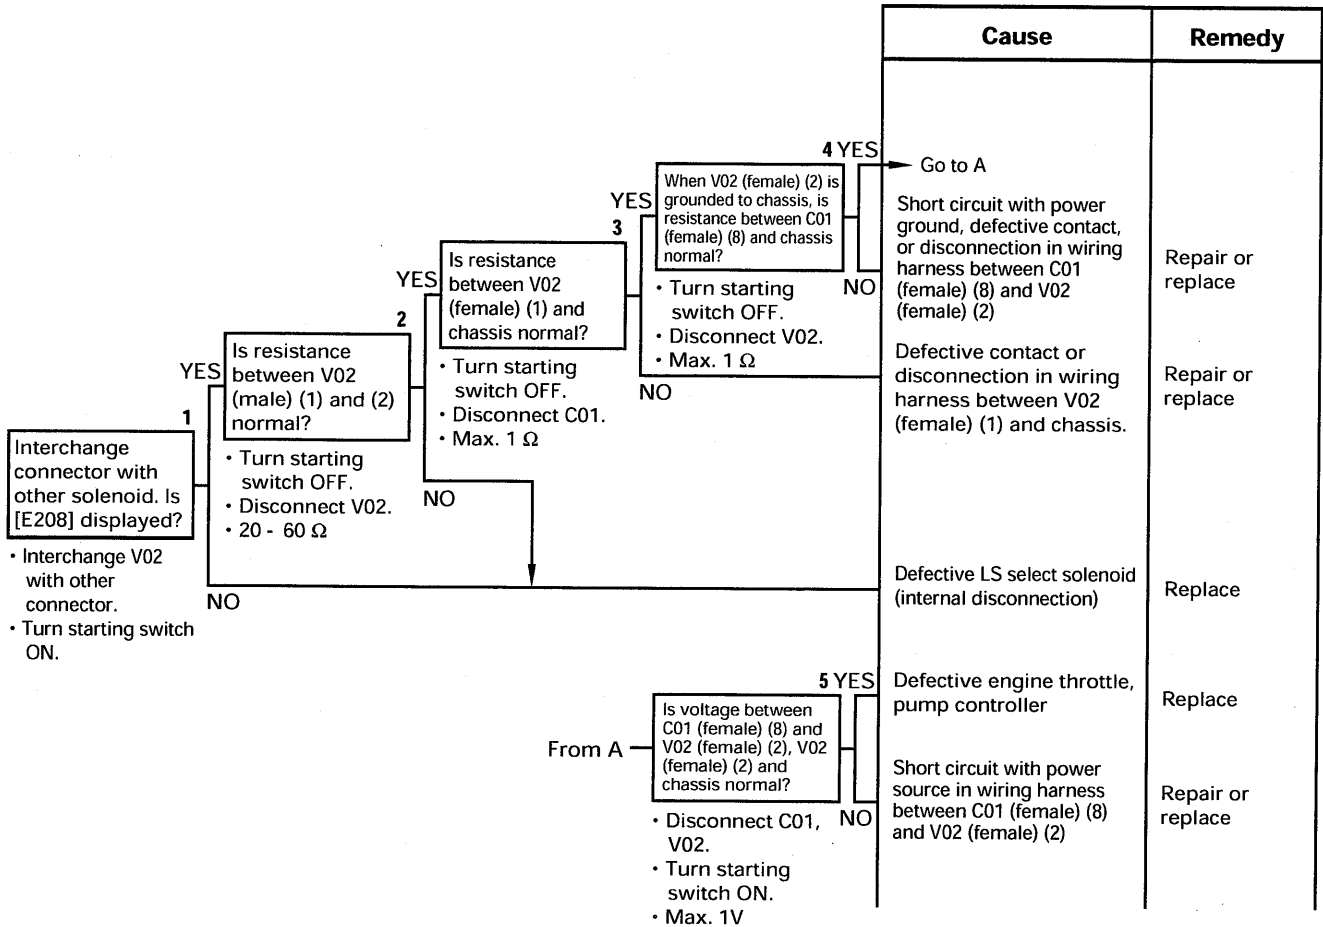 Cause
Remedy
4 YES
Go to A
When V02 (female) (2) is
grounded to chassis, is
resistance between C01
(female) (8) and chassis
normal?
YES
3
Short circuit with power
ground, defective contact,
or disconnection in wiring
harness between C01
(female) (8) and V02
(female) (2)
Repair or
replace
NO
• Turn starting
switch OFF.
• Disconnect V02.
• Max. 1 Ω
Is resistance
between V02
(female) (1) and
chassis normal?
YES
2
NO
Defective contact or
disconnection in wiring
harness between V02
(female) (1) and chassis.
Repair or
replace
• Turn starting
switch OFF.
• Disconnect C01.
• Max. 1 Ω
Is resistance
between V02
(male) (1) and (2)
normal?
YES
1
NO
• Turn starting
switch OFF.
• Disconnect V02.
• 20 - 60 Ω
Interchange
connector with
other solenoid. Is
[E208] displayed?
• Interchange V02
with other
connector.
• Turn starting switch
ON.
NO
Defective LS select solenoid
(internal disconnection)
Replace
From A
5 YES
Is voltage between
C01 (female) (8) and
V02 (female) (2), V02
(female) (2) and
chassis normal?
Defective engine throttle,
pump controller
Replace
NO
Short circuit with power
source in wiring harness
between C01 (female) (8)
and V02 (female) (2)
Repair or
replace
• Disconnect C01,
V02.
• Turn starting
switch ON.
• Max. 1V